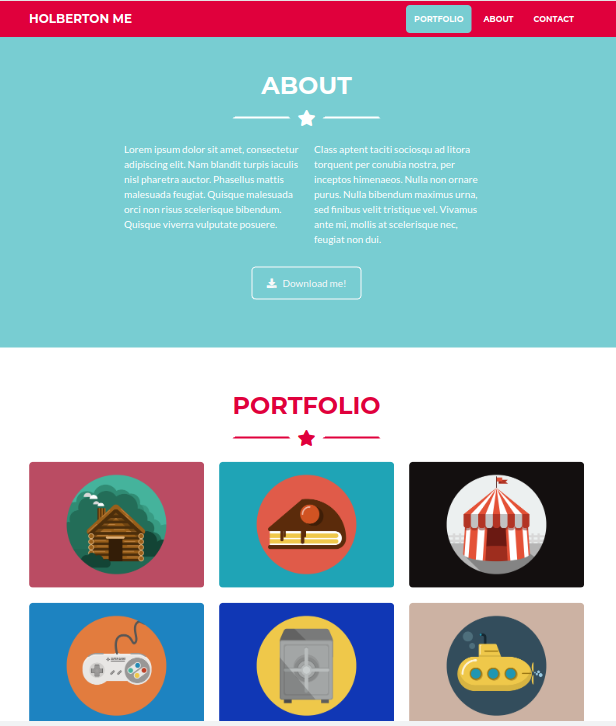 HOLBERTON ME
PORTFOLIO
ABOUT
CONTACT
ABOUT
Lorem ipsum dolor sit amet, consectetur
adipiscing elit. Nam blandit turpis iaculis
nisl pharetra auctor. Phasellus mattis
malesuada feugiat. Quisque malesuada
orci non risus scelerisque bibendum.
Quisque viverra vulputate posuere.
Class aptent taciti sociosqu ad litora
torquent per conubia nostra, per
inceptos himenaeos. Nulla non ornare
purus. Nulla bibendum maximus urna,
sed finibus velit tristique vel. Vivamus
ante mi, mollis at scelerisque nec,
feugiat non dui.
Download me!
PORTFOLIO